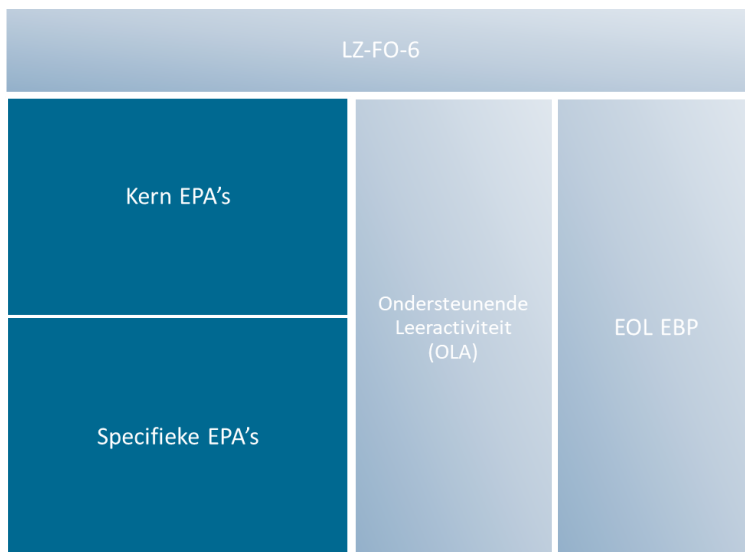 LZ-FO-6
Kern EPA's
Specifieke EPA's
Ondersteunende
Leeractiviteit
(OLA)
EOL EBP